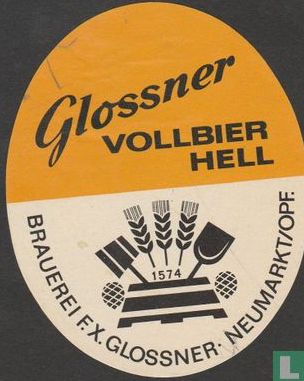 Glossner
VOLLBIER
HELL
1574
BRAUEREI F.X. GLOSSNER · NEUMARKT/OPF.